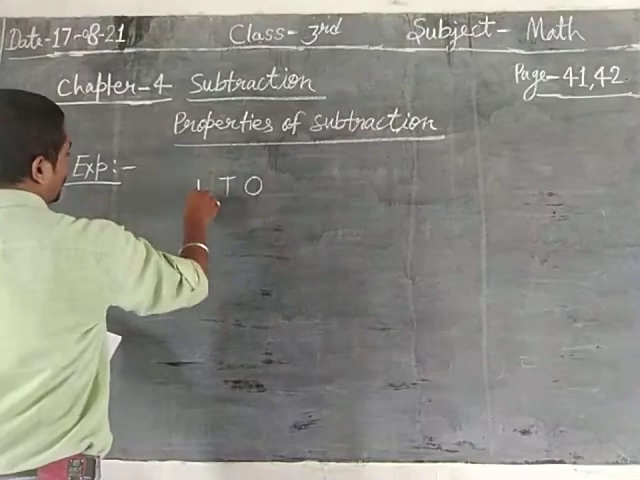 Date-17-08-21 Class-3rd Subject- Math
Chapter-4 Subtraction Page-41,42
Properties of subtraction
Exp:-
T O